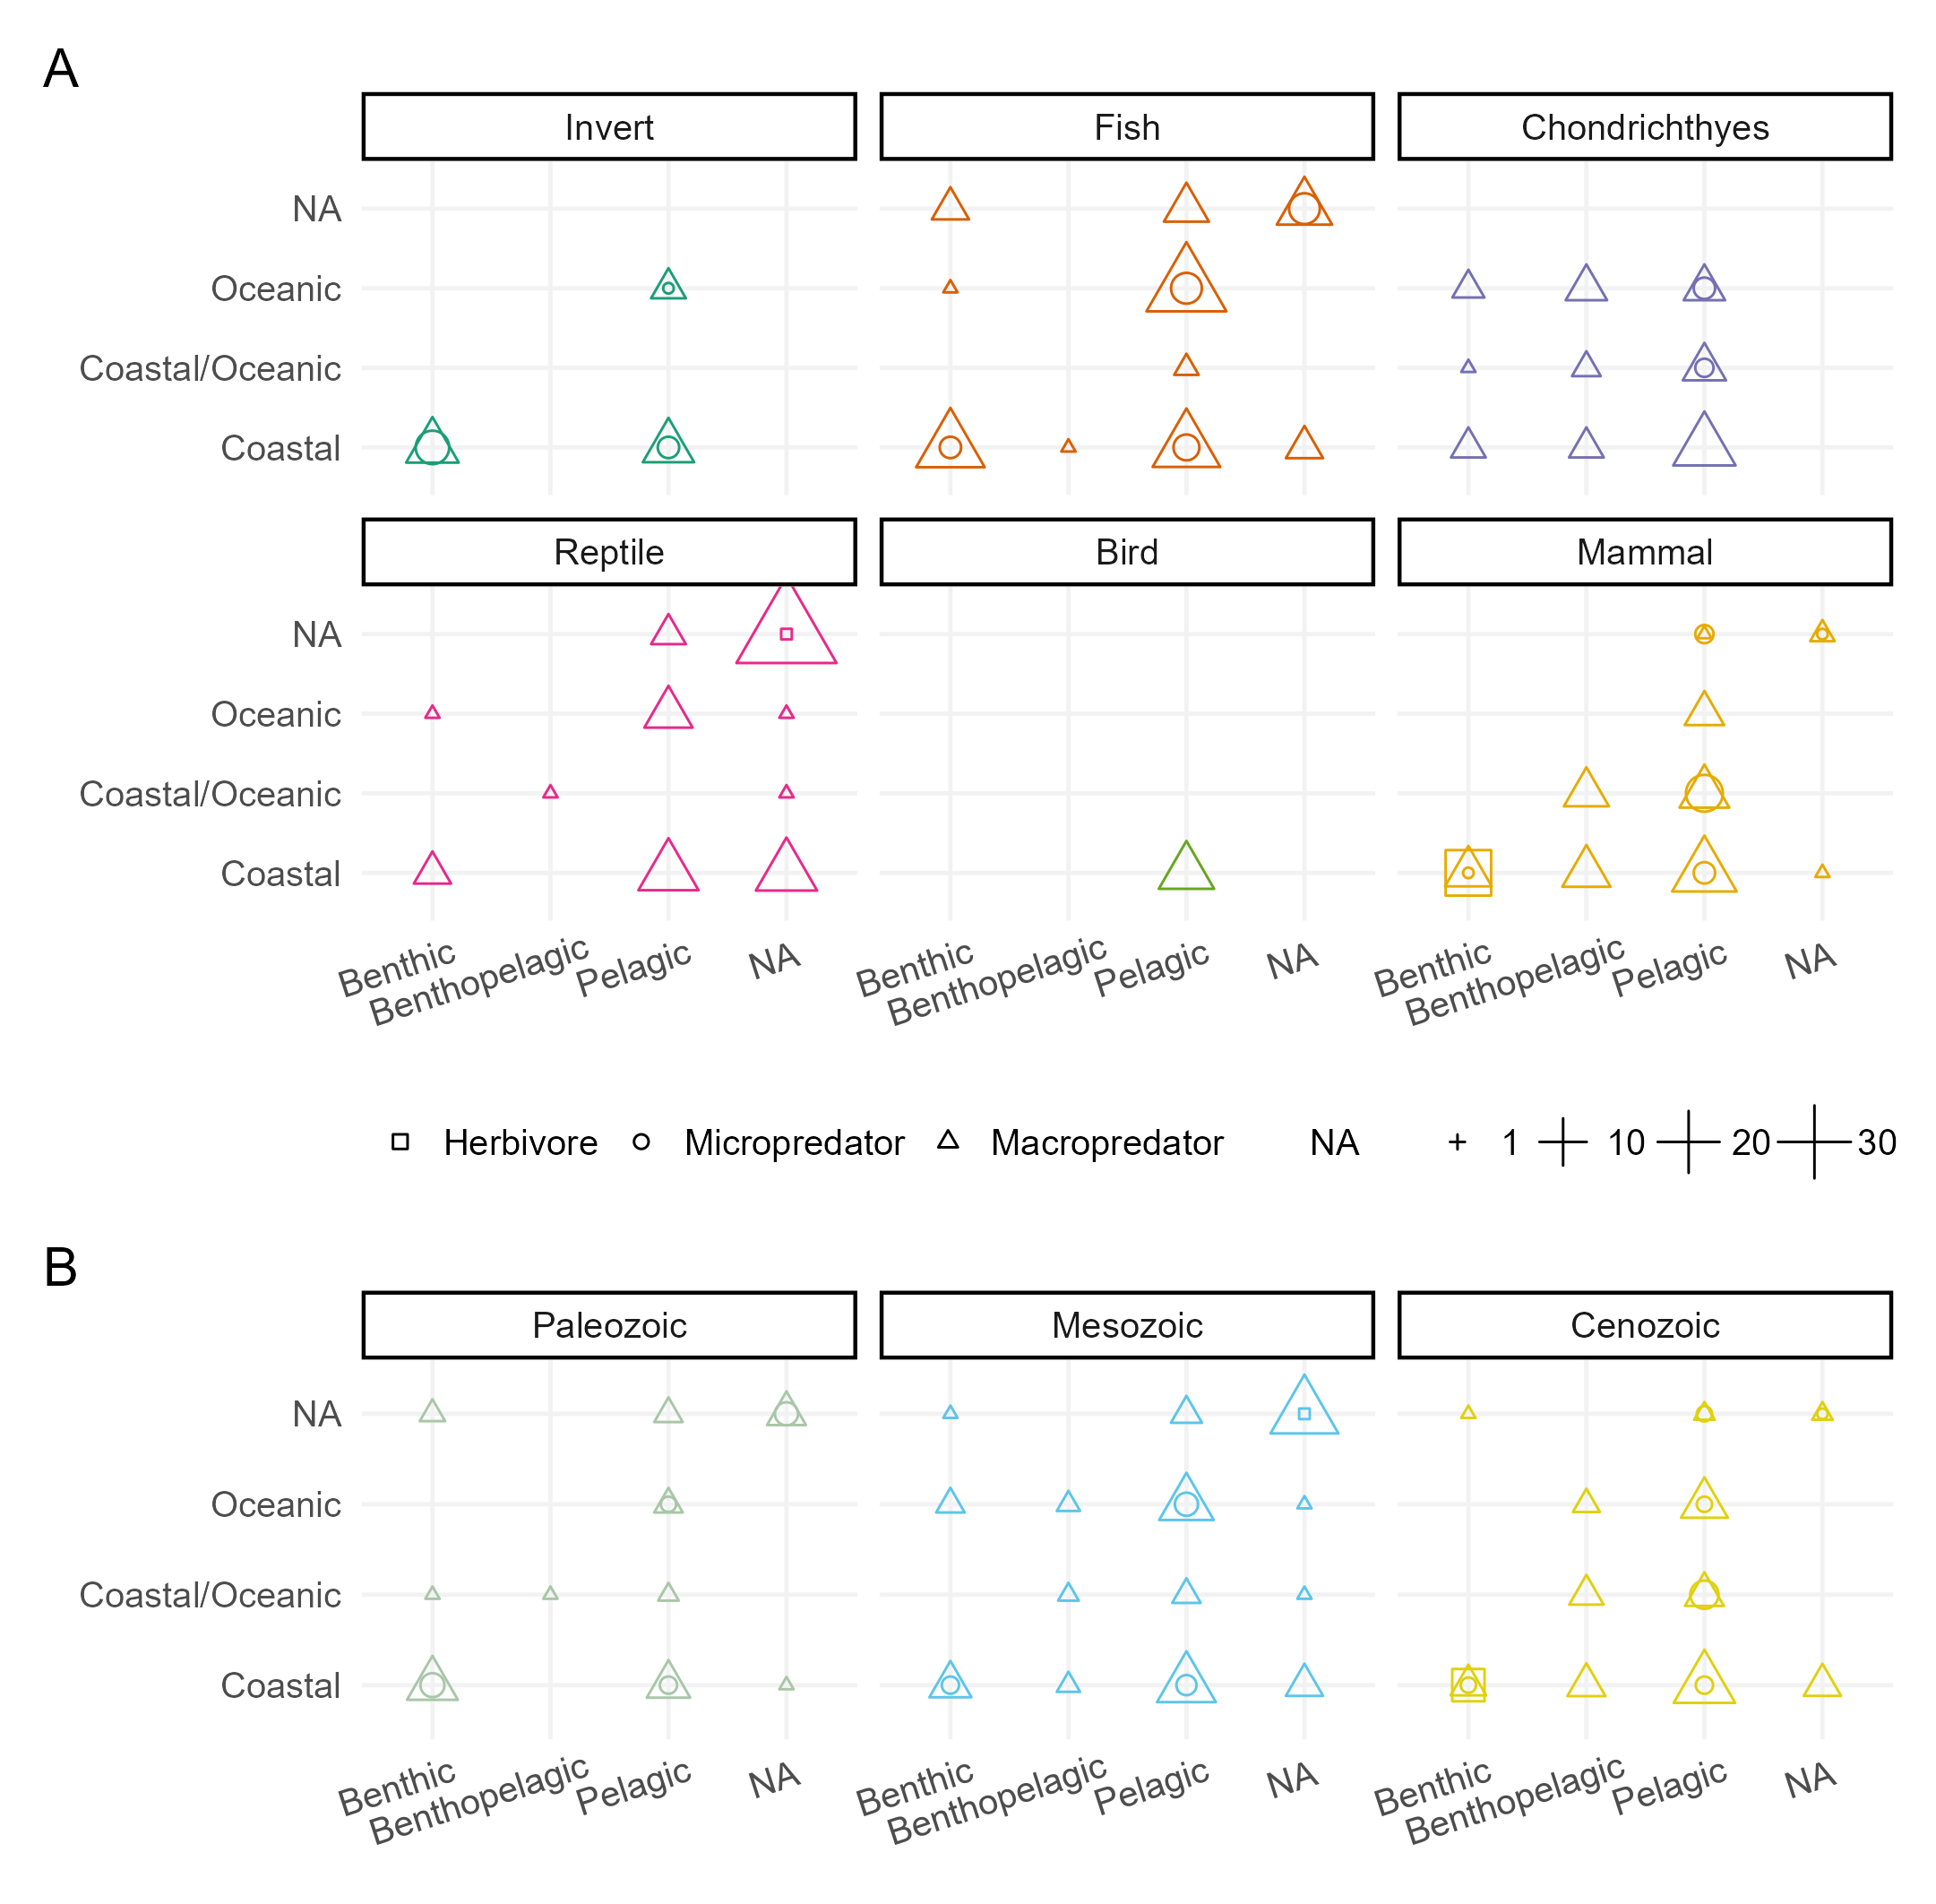 A
Invert Fish Chondrichthyes
NA
Oceanic
Coastal/Oceanic
Coastal
Reptile Bird Mammal
NA
Oceanic
Coastal/Oceanic
Coastal
Benthic Benthopelagic Pelagic NA Benthic Benthopelagic Pelagic NA Benthic Benthopelagic Pelagic NA
Herbivore Micropredator Macropredator NA 1 10 20 30
B
Paleozoic Mesozoic Cenozoic
NA
Oceanic
Coastal/Oceanic
Coastal
Benthic Benthopelagic Pelagic NA Benthic Benthopelagic Pelagic NA Benthic Benthopelagic Pelagic NA